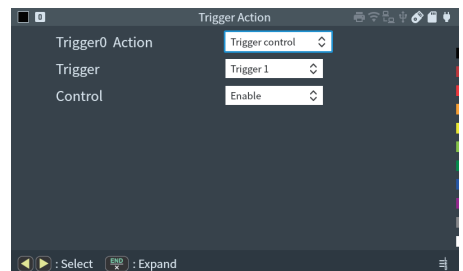 0 Trigger Action
Trigger0 Action Trigger control
Trigger Trigger 1
Control Enable
: Select END X : Expand